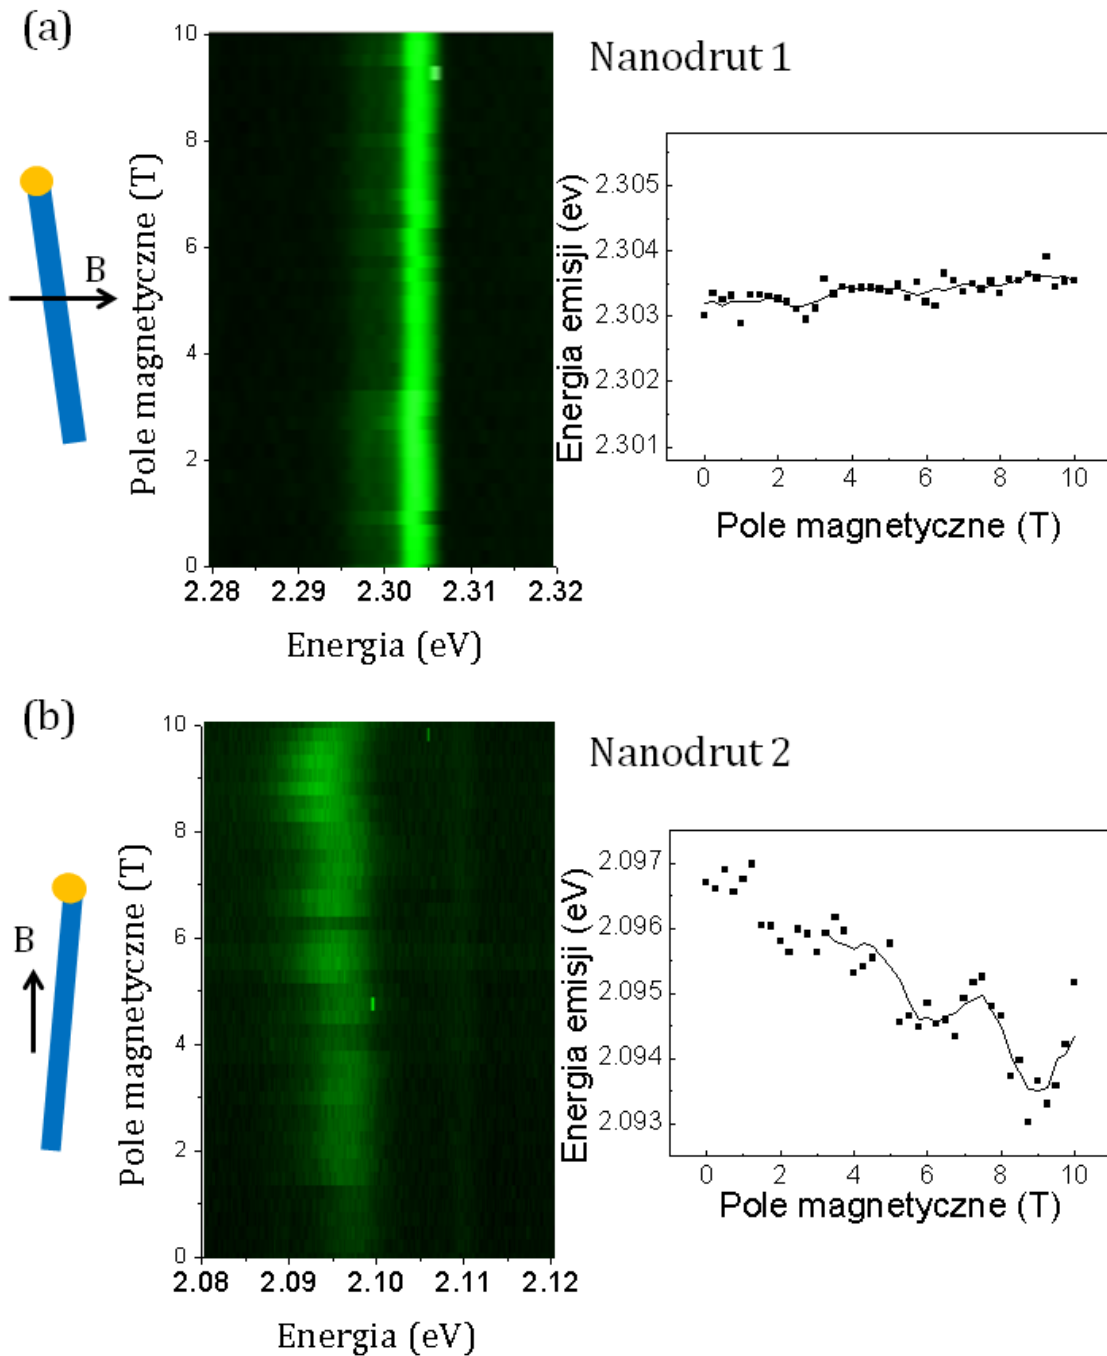 (a)
Nanodrut 1
B
Pole magnetyczne (T)
10
8
6
4
2
0
2.28 2.29 2.30 2.31 2.32
Energia (eV)
Energia emisji (ev)
2.305
2.304
2.303
2.302
2.301
0 2 4 6 8 10
Pole magnetyczne (T)
(b)
Nanodrut 2
B
Pole magnetyczne (T)
10
8
6
4
2
0
2.08 2.09 2.10 2.11 2.12
Energia (eV)
Energia emisji (eV)
2.097
2.096
2.095
2.094
2.093
0 2 4 6 8 10
Pole magnetyczne (T)